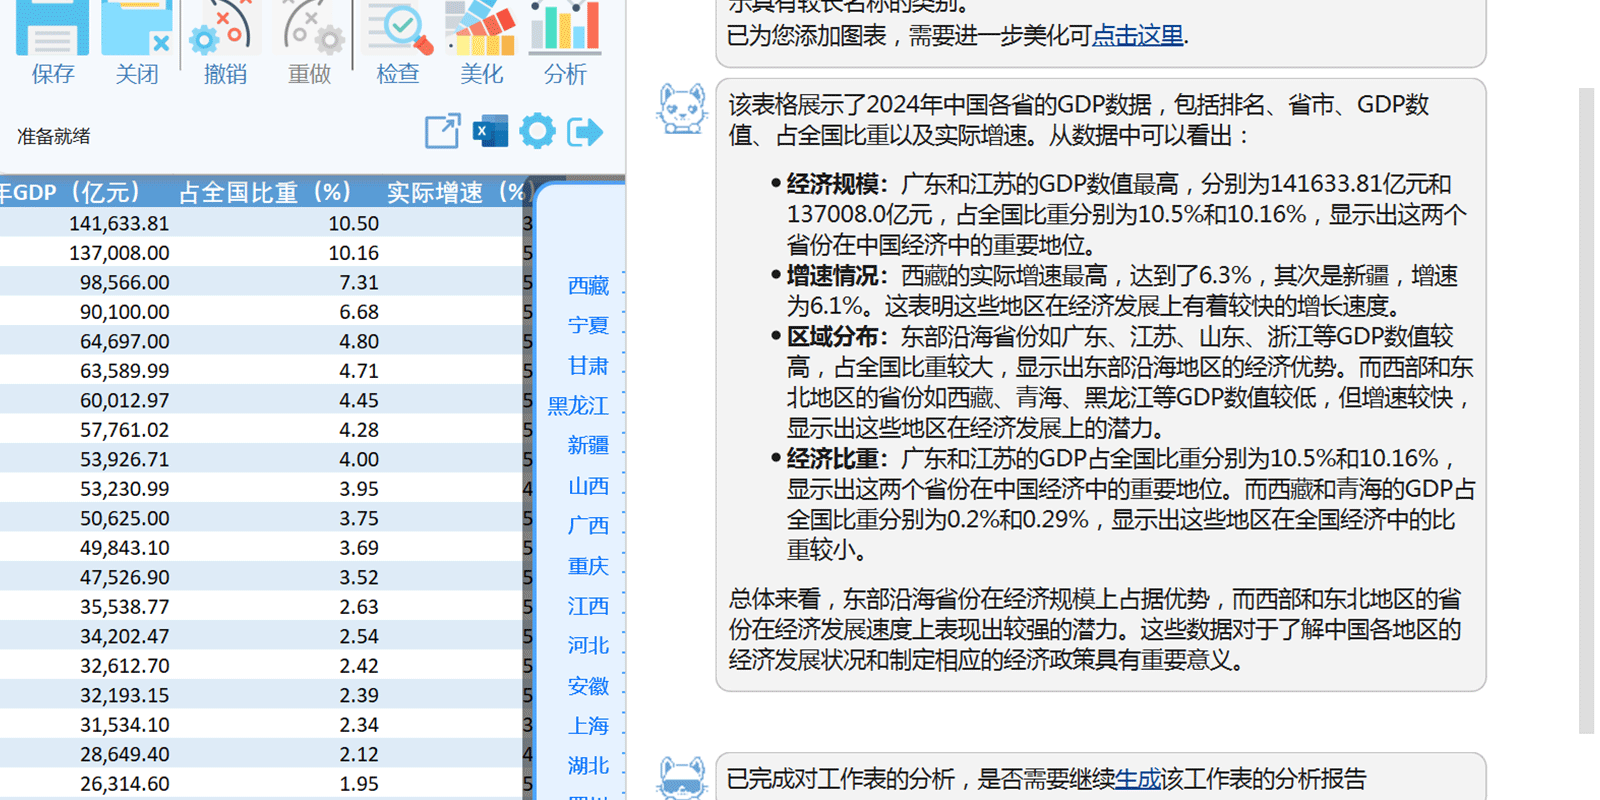 保存 关闭 撤销 重做 检查 美化 分析
准备就绪
年GDP（亿元） 占全国比重（%） 实际增速（%）
141,633.81 10.50 3
137,008.00 10.16 5
98,566.00 7.31 5
90,100.00 6.68 5
64,697.00 4.80 5
63,589.99 4.71 5
60,012.97 4.45 5
57,761.02 4.28 5
53,926.71 4.00 5
53,230.99 3.95 4
50,625.00 3.75 5
49,843.10 3.69 5
47,526.90 3.52 5
35,538.77 2.63 5
34,202.47 2.54 5
32,612.70 2.42 5
32,193.15 2.39 5
31,534.10 2.34 3
28,649.40 2.12 4
26,314.60 1.95 5
西藏
宁夏
甘肃
黑龙江
新疆
山西
广西
重庆
江西
河北
安徽
上海
湖北
示具有较长名称的类别。
已为您添加图表，需要进一步美化可点击这里.
该表格展示了2024年中国各省的GDP数据，包括排名、省市、GDP数
值、占全国比重以及实际增速。从数据中可以看出：
• 经济规模：广东和江苏的GDP数值最高，分别为141633.81亿元和
137008.0亿元，占全国比重分别为10.5%和10.16%，显示出这两个
省份在中国经济中的重要地位。
• 增速情况：西藏的实际增速最高，达到了6.3%，其次是新疆，增速
为6.1%。这表明这些地区在经济发展上有着较快的增长速度。
• 区域分布：东部沿海省份如广东、江苏、山东、浙江等GDP数值较
高，占全国比重较大，显示出东部沿海地区的经济优势。而西部和东
北地区的省份如西藏、青海、黑龙江等GDP数值较低，但增速较快，
显示出这些地区在经济发展上的潜力。
• 经济比重：广东和江苏的GDP占全国比重分别为10.5%和10.16%，
显示出这两个省份在中国经济中的重要地位。而西藏和青海的GDP占
全国比重分别为0.2%和0.29%，显示出这些地区在全国经济中的比
重较小。
总体来看，东部沿海省份在经济规模上占据优势，而西部和东北地区的省
份在经济发展速度上表现出较强的潜力。这些数据对于了解中国各地区的
经济发展状况和制定相应的经济政策具有重要意义。
已完成对工作表的分析，是否需要继续生成该工作表的分析报告